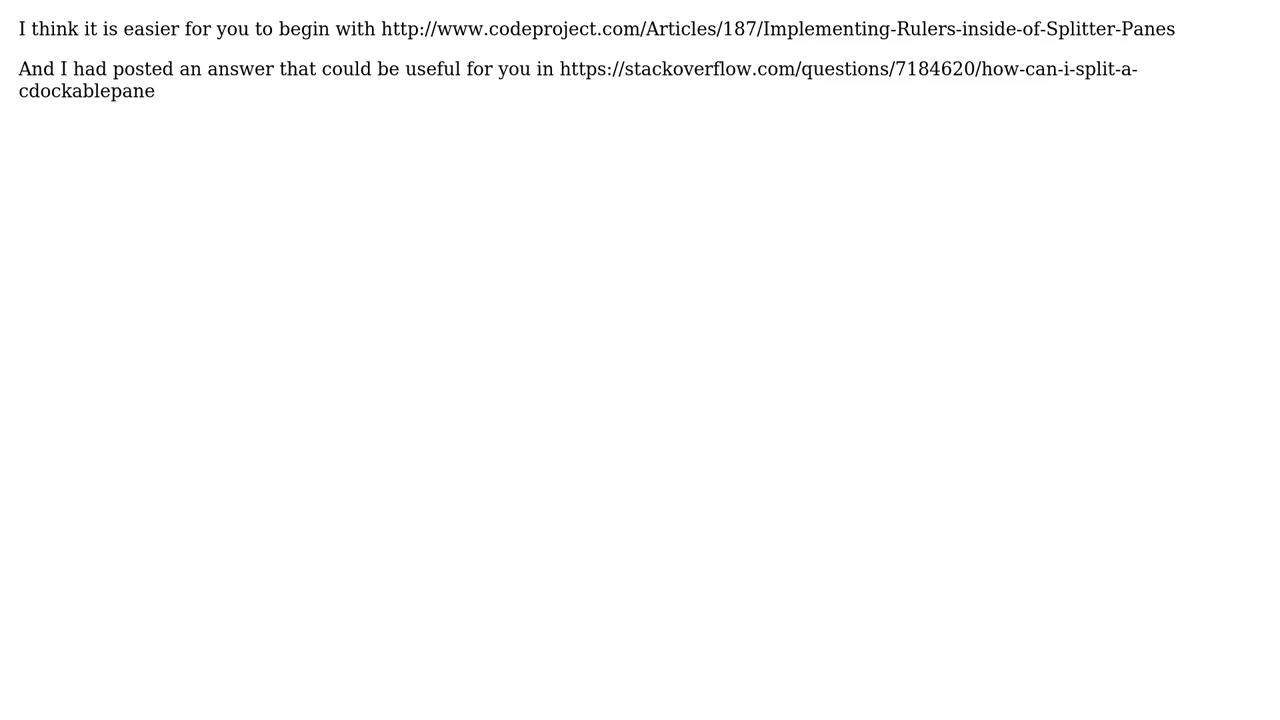 I think it is easier for you to begin with http://www.codeproject.com/Articles/187/Implementing-Rulers-inside-of-Splitter-Panes
And I had posted an answer that could be useful for you in https://stackoverflow.com/questions/7184620/how-can-i-split-a-
cdockablepane